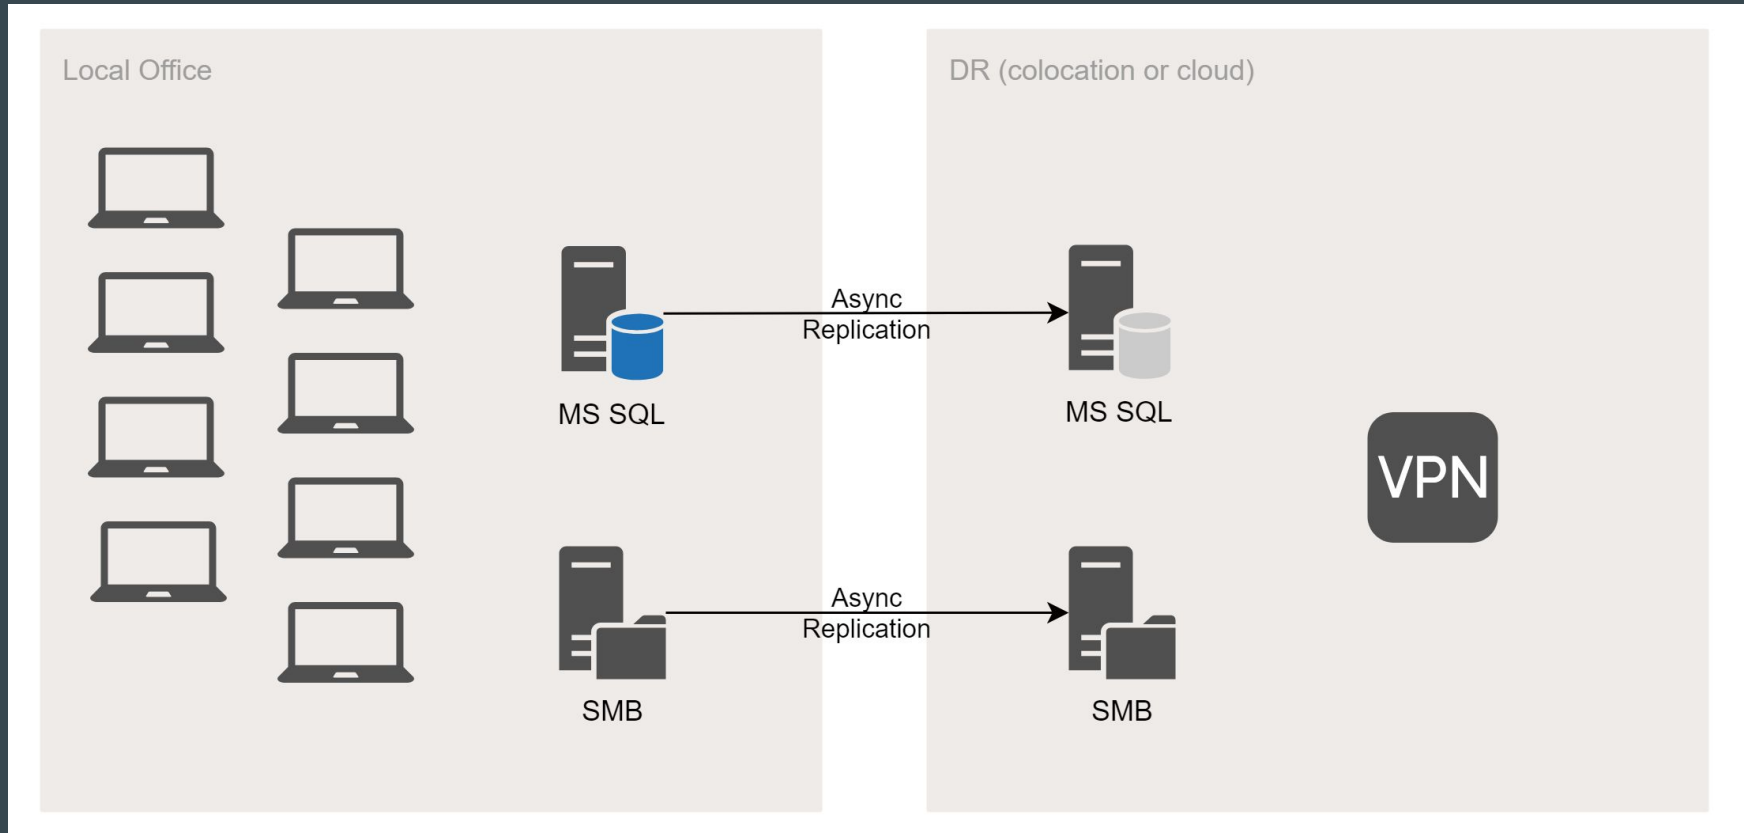 Local Office
DR (colocation or cloud)
Async
Replication
MS SQL
MS SQL
VPN
Async
Replication
SMB
SMB